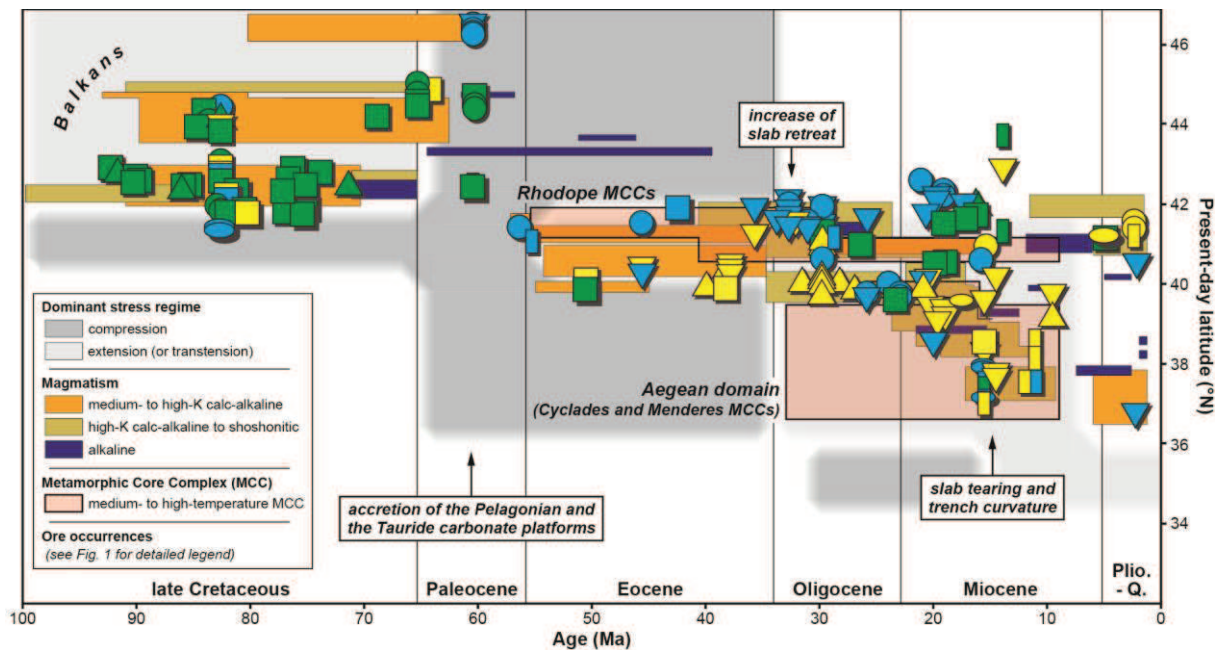 Balkans
increase of
slab retreat
Rhodope MCCs
Aegean domain
(Cyclades and Menderes MCCs)
accretion of the Pelagonian and
the Tauride carbonate platforms
slab tearing and
trench curvature
Dominant stress regime
compression
extension (or transtension)
Magmatism
medium- to high-K calc-alkaline
high-K calc-alkaline to shoshonitic
alkaline
Metamorphic Core Complex (MCC)
medium- to high-temperature MCC
Ore occurrences
(see Fig. 1 for detailed legend)
late Cretaceous
Paleocene
Eocene
Oligocene
Miocene
Plio.
- Q.
100 90 80 70 60 50 40 30 20 10 0
Age (Ma)
46
44
42
40
38
36
34
Present-day latitude (°N)